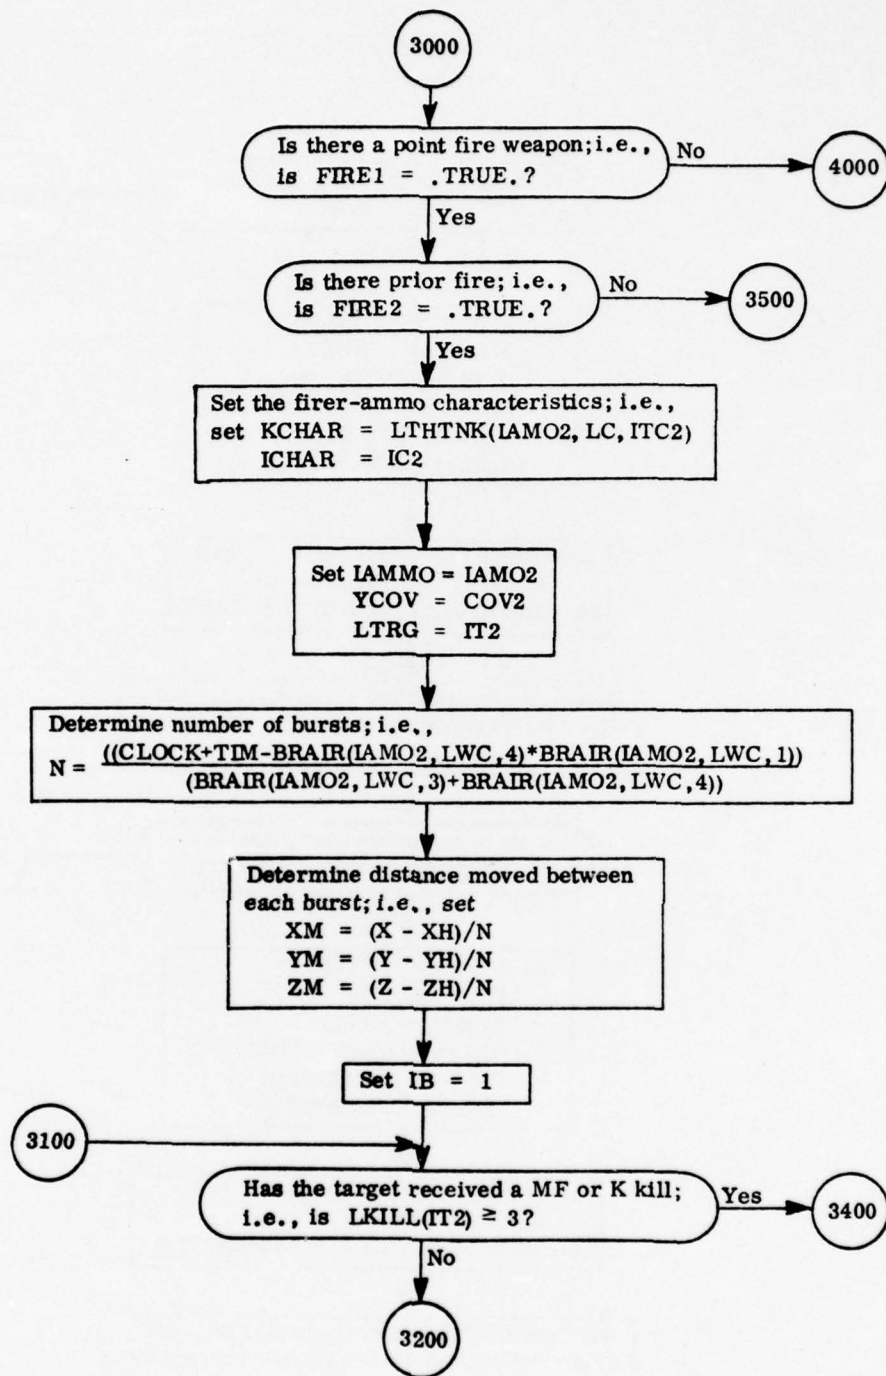 3000
Is there a point fire weapon; i.e.,
is FIRE1 = .TRUE.?
No
4000
Yes
Is there prior fire; i.e.,
is FIRE2 = .TRUE.?
No
3500
Yes
Set the firer-ammo characteristics; i.e.,
set KCHAR = LTHTNK(IAMO2, LC, ITC2)
ICHAR = IC2
Set IAMMO = IAMO2
YCOV = COV2
LTRG = IT2
Determine number of bursts; i.e.,
N = ((CLOCK+TIM-BRAIR(IAMO2, LWC, 4)*BRAIR(IAMO2, LWC, 1))
(BRAIR(IAMO2, LWC, 3)+BRAIR(IAMO2, LWC, 4))
Determine distance moved between
each burst; i.e., set
XM = (X - XH)/N
YM = (Y - YH)/N
ZM = (Z - ZH)/N
Set IB = 1
3100
Has the target received a MF or K kill;
i.e., is LKILL(IT2) ≥ 3?
Yes
3400
No
3200